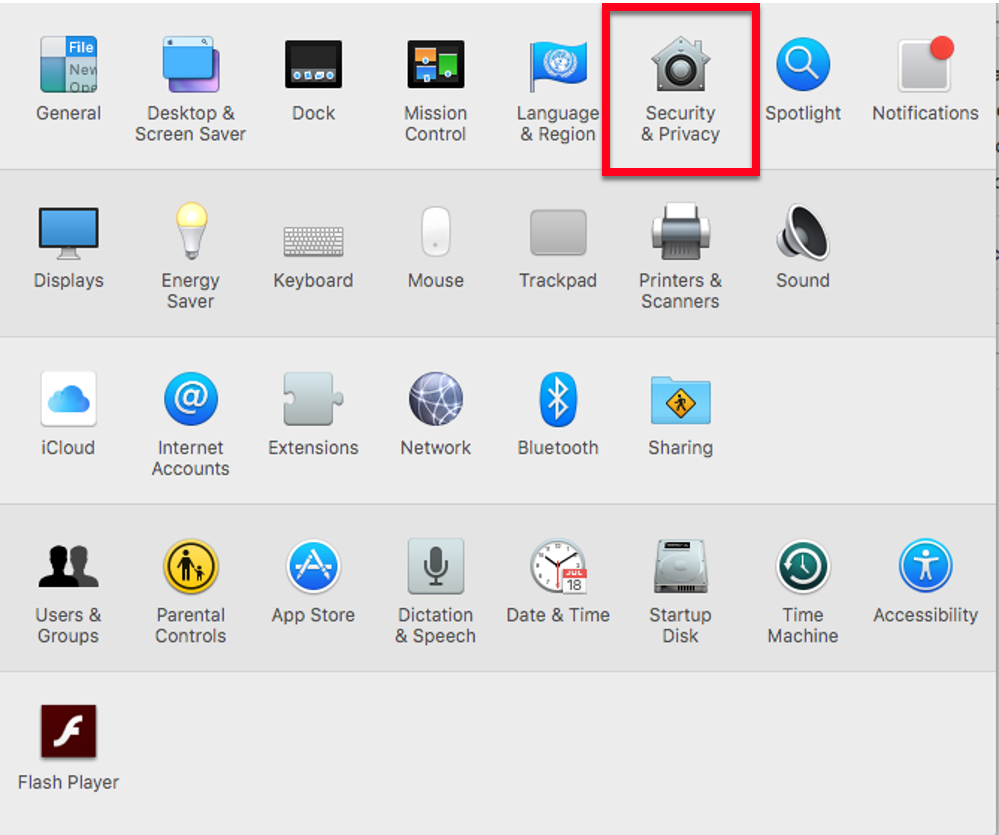 File
New
Ope
General
Desktop &
Screen Saver
Dock
Mission
Control
Language
& Region
Security
& Privacy
Spotlight
Notifications
Displays
Energy
Saver
Keyboard
Mouse
Trackpad
Printers &
Scanners
Sound
iCloud
@
Internet
Accounts
Extensions
Network
Bluetooth
Sharing
Users &
Groups
Parental
Controls
App Store
Dictation
& Speech
JUL
18
Date & Time
Startup
Disk
Time
Machine
Accessibility
Flash Player